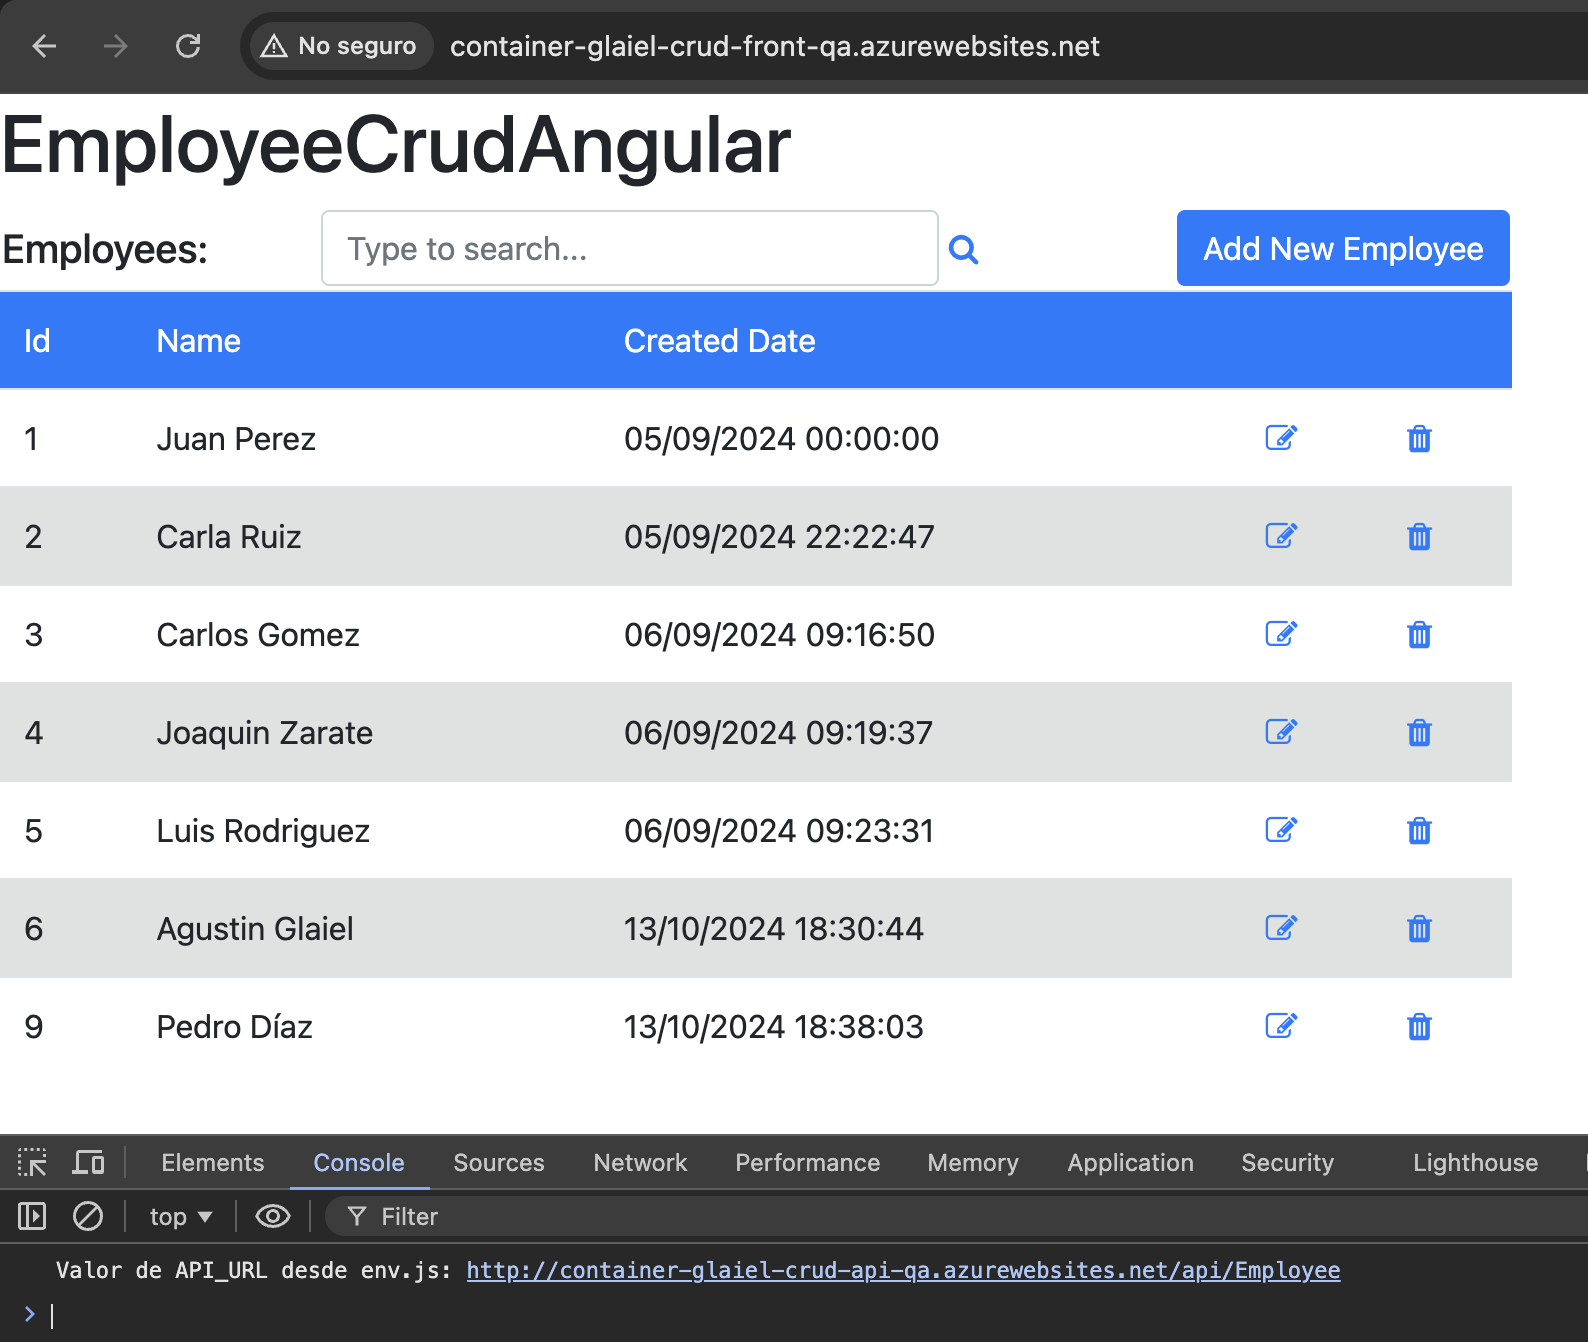 No seguro container-glaiel-crud-front-qa.azurewebsites.net
EmployeeCrudAngular
Employees: Type to search... Add New Employee
Id Name Created Date
1 Juan Perez 05/09/2024 00:00:00
2 Carla Ruiz 05/09/2024 22:22:47
3 Carlos Gomez 06/09/2024 09:16:50
4 Joaquin Zarate 06/09/2024 09:19:37
5 Luis Rodriguez 06/09/2024 09:23:31
6 Agustin Glaiel 13/10/2024 18:30:44
9 Pedro Díaz 13/10/2024 18:38:03
Elements Console Sources Network Performance Memory Application Security Lighthouse
top Filter
Valor de API_URL desde env.js: http://container-glaiel-crud-api-qa.azurewebsites.net/api/Employee